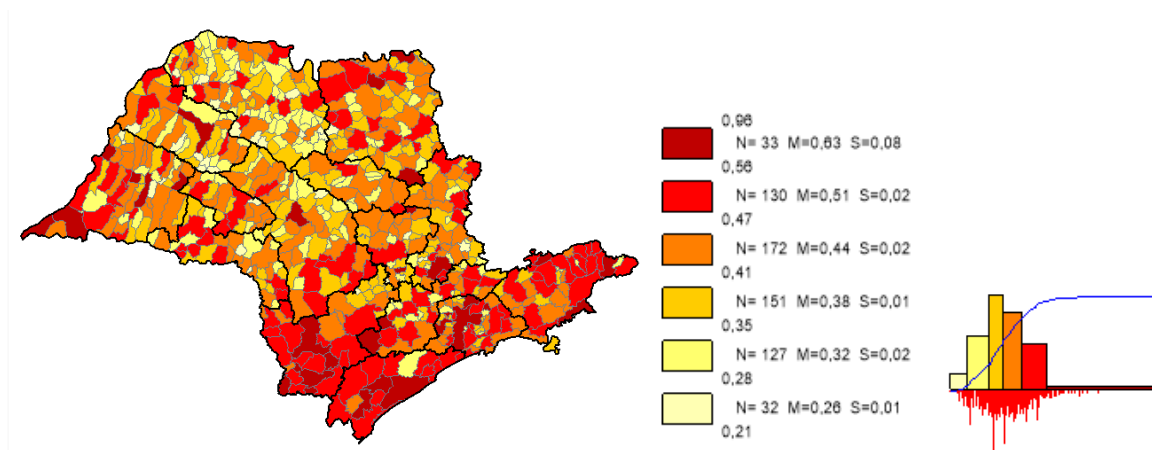 0,96
N= 33 M=0,63 S=0,08
0,56
N= 130 M=0,51 S=0,02
0,47
N= 172 M=0,44 S=0,02
0,41
N= 151 M=0,38 S=0,01
0,35
N= 127 M=0,32 S=0,02
0,28
N= 32 M=0,26 S=0,01
0,21